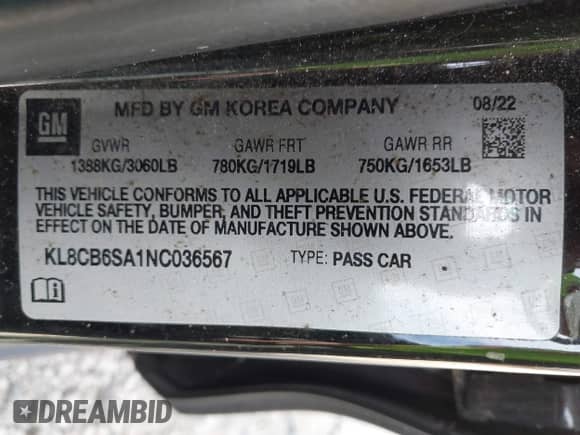 GM
MFD BY GM KOREA COMPANY 08/22
GVWR GAWR FRT GAWR RR
1388KG/3060LB 780KG/1719LB 750KG/1653LB
THIS VEHICLE CONFORMS TO ALL APPLICABLE U.S. FEDERAL MOTOR
VEHICLE SAFETY, BUMPER, AND THEFT PREVENTION STANDARDS IN
EFFECT ON THE DATE OF MANUFACTURE SHOWN ABOVE.
KL8CB6SA1NC036567 TYPE: PASS CAR
DREAMBID